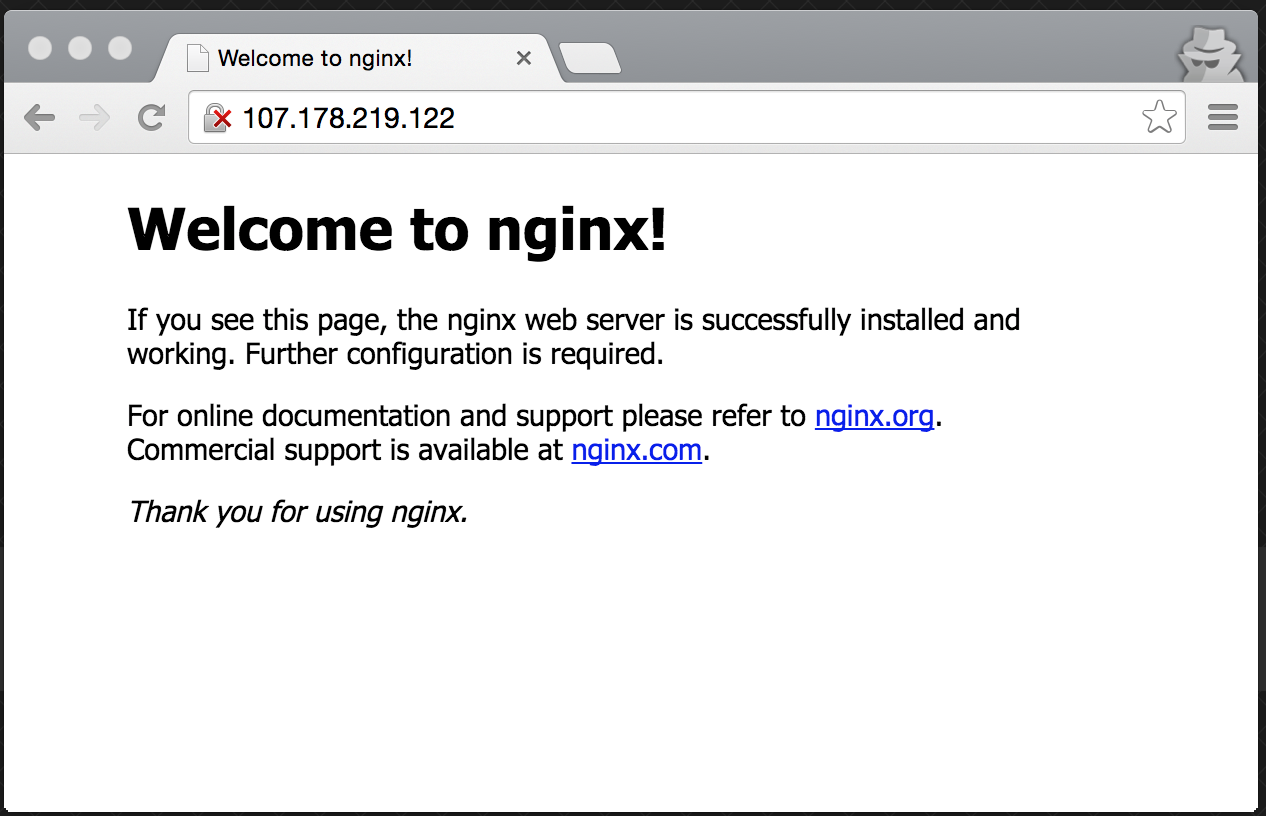 Welcome to nginx!
107.178.219.122
Welcome to nginx!
If you see this page, the nginx web server is successfully installed and
working. Further configuration is required.
For online documentation and support please refer to nginx.org.
Commercial support is available at nginx.com.
Thank you for using nginx.